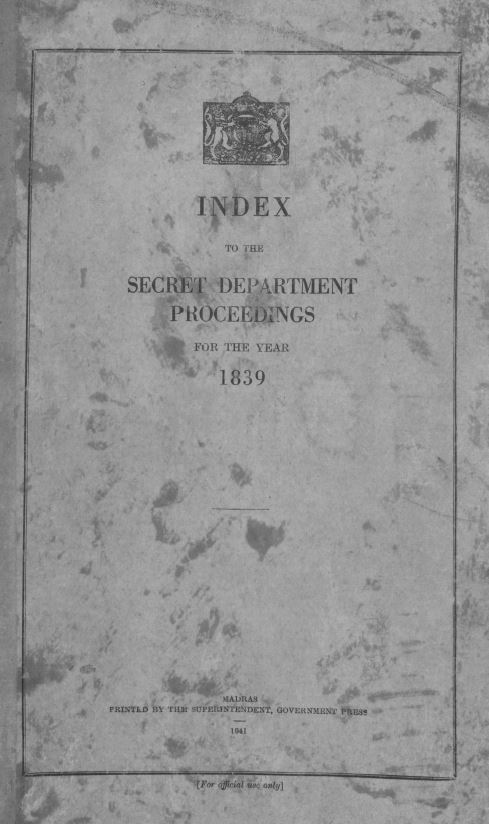 INDEX
TO THE
SECRET DEPARTMENT
PROCEEDINGS
FOR THE YEAR
1839
MADRAS
PRINTED BY THE SUPERINTENDENT, GOVERNMENT PRESS
1941
[For official use only]